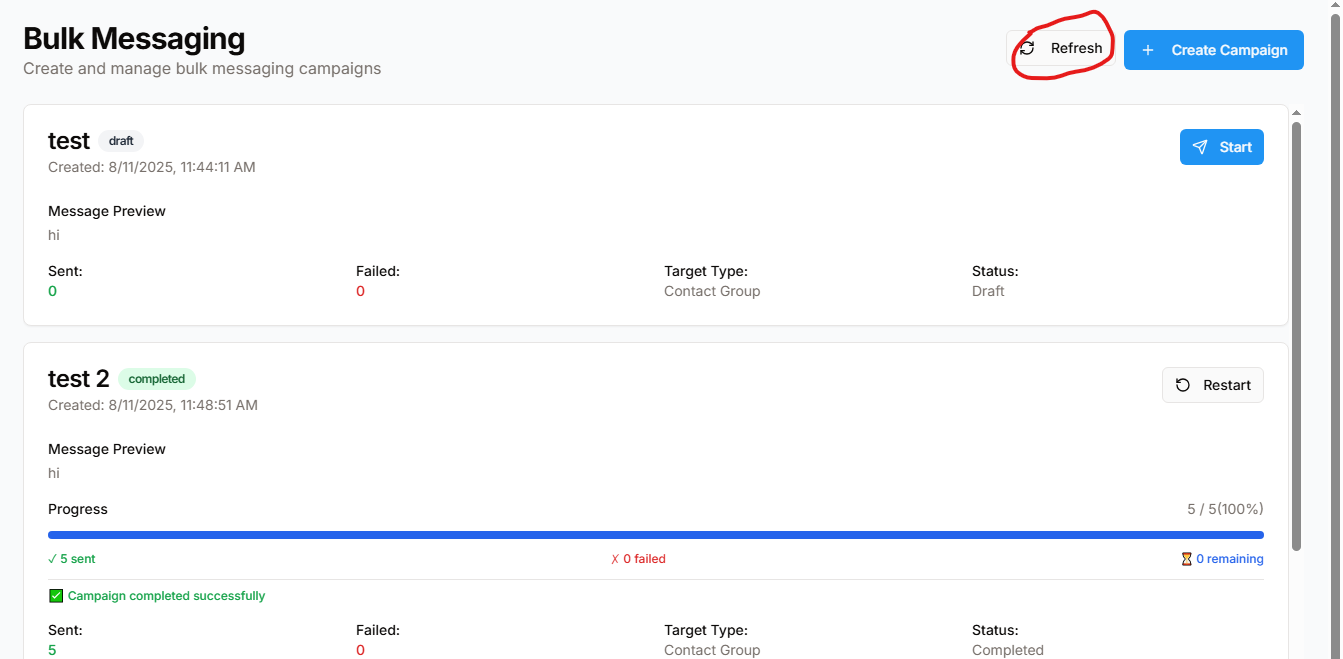 Bulk Messaging
Create and manage bulk messaging campaigns
Refresh
+ Create Campaign
test draft
Created: 8/11/2025, 11:44:11 AM
Start
Message Preview
hi
Sent: Failed: Target Type: Status:
0 0 Contact Group Draft
test 2 completed
Created: 8/11/2025, 11:48:51 AM
Restart
Message Preview
hi
Progress 5 / 5(100%)
✓ 5 sent ✗ 0 failed ⏳ 0 remaining
✅ Campaign completed successfully
Sent: Failed: Target Type: Status:
5 0 Contact Group Completed